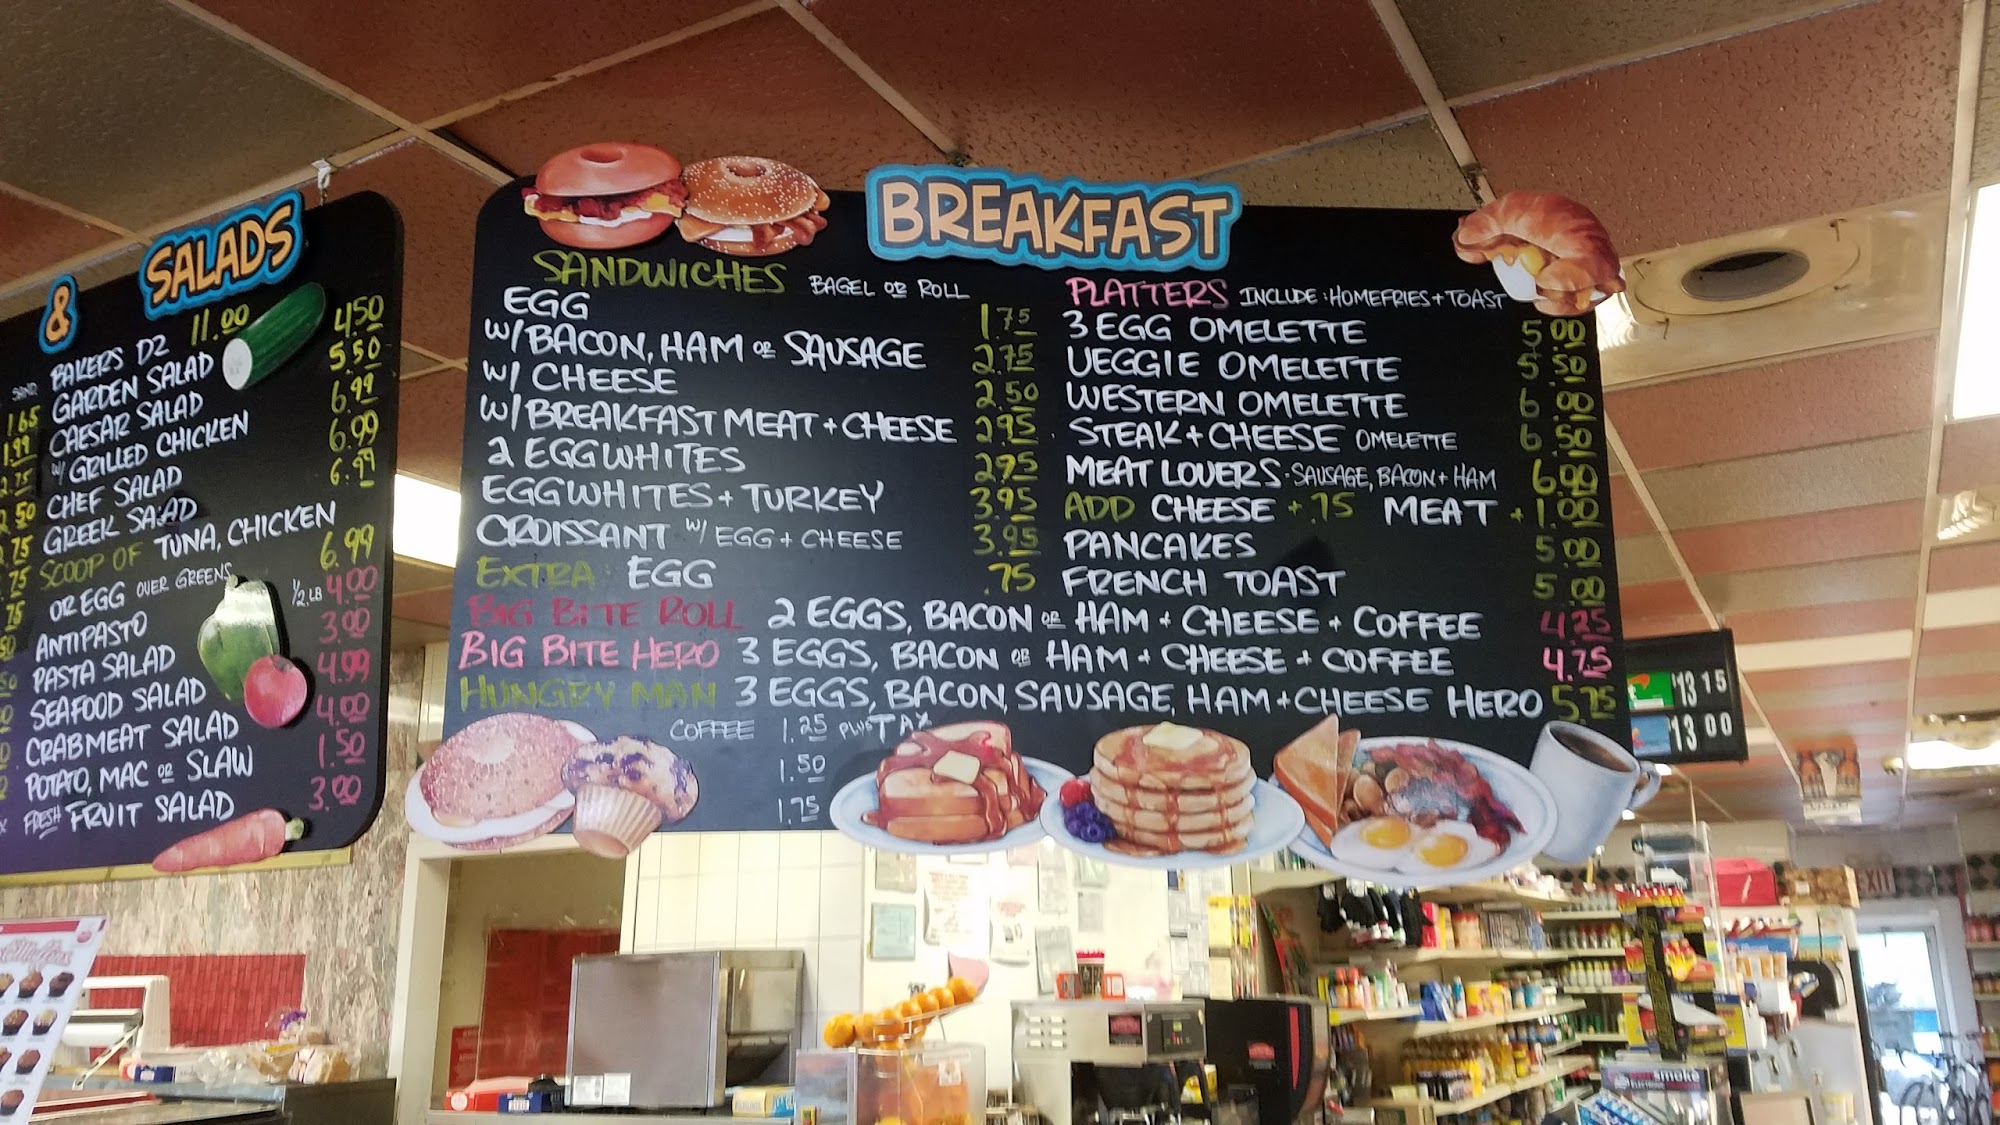 & SALADS
SAND.
BAKERS DZ 11.00
GARDEN SALAD 4.50
CAESAR SALAD 5.50
W/ GRILLED CHICKEN 6.99
CHEF SALAD 6.99
GREEK SALAD 6.99
SCOOP OF TUNA, CHICKEN
OR EGG OVER GREENS 6.99
ANTIPASTO 1/2 LB 4.00
PASTA SALAD 3.00
SEAFOOD SALAD 4.99
CRABMEAT SALAD 4.00
POTATO, MAC OR SLAW 1.50
FRESH FRUIT SALAD 3.00
1.65
1.99
2.75
BREAKFAST
SANDWICHES BAGEL OR ROLL
EGG 1.75
W/ BACON, HAM OR SAUSAGE 2.75
W/ CHEESE 2.50
W/ BREAKFAST MEAT + CHEESE 2.95
2 EGGWHITES 2.95
EGGWHITES + TURKEY 3.95
CROISSANT W/ EGG + CHEESE 3.95
EXTRA EGG .75
PLATTERS INCLUDE: HOMEFRIES + TOAST
3 EGG OMELETTE 5.00
VEGGIE OMELETTE 5.50
WESTERN OMELETTE 6.00
STEAK + CHEESE OMELETTE 6.50
MEAT LOVERS - SAUSAGE, BACON + HAM 6.00
ADD CHEESE + .75 MEAT + 1.00
PANCAKES 5.00
FRENCH TOAST 5.00
BIG BITE ROLL 2 EGGS, BACON OR HAM + CHEESE + COFFEE 4.25
BIG BITE HERO 3 EGGS, BACON OR HAM + CHEESE + COFFEE 4.75
HUNGRY MAN 3 EGGS, BACON, SAUSAGE, HAM + CHEESE HERO 5.75
COFFEE 1.25 PLUS TAX
1.50
1.75
13 15
13 00
EXIT